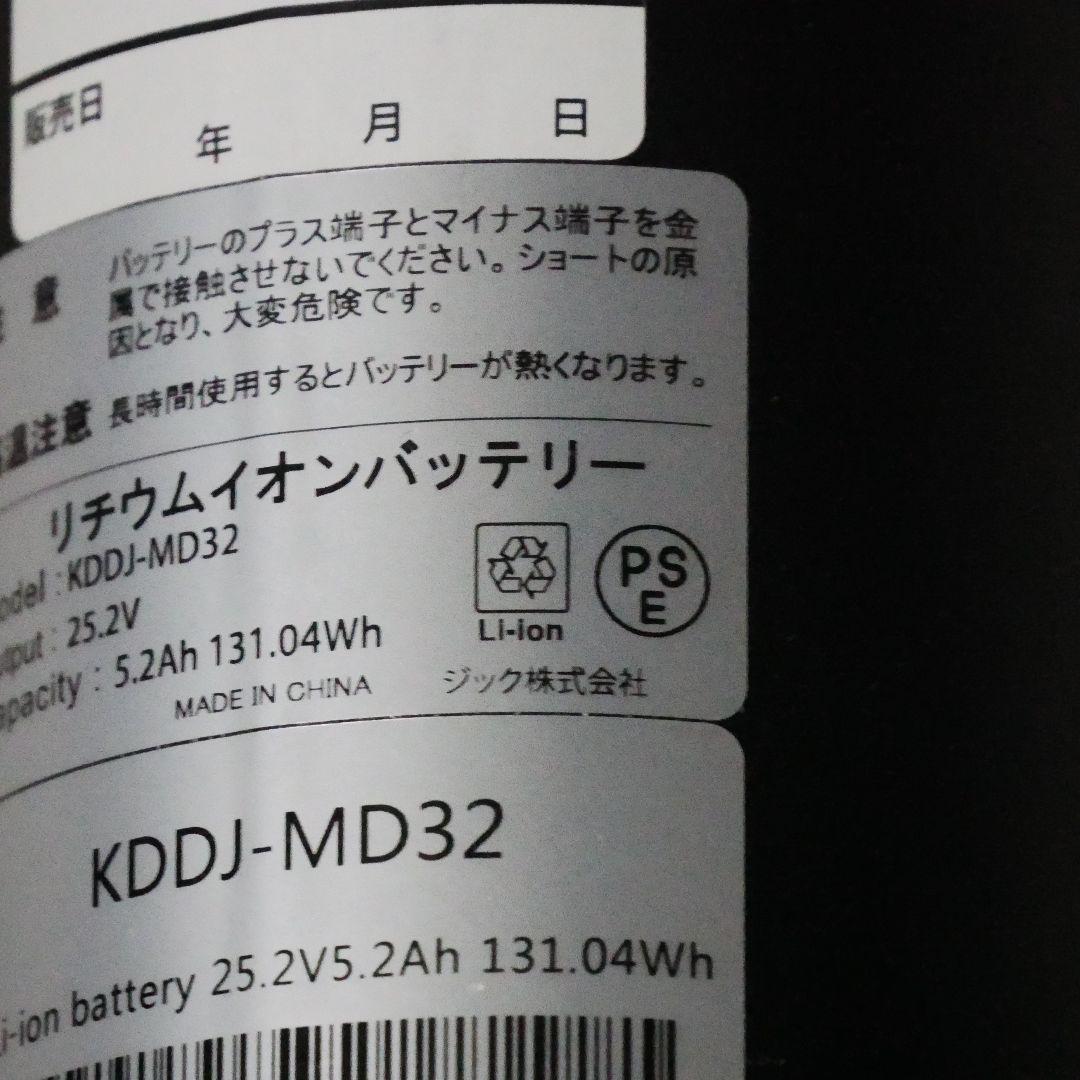 販売日
年 月 日
意 バッテリーのプラス端子とマイナス端子を金
属で接触させないでください。ショートの原
因となり、大変危険です。
温注意 長時間使用するとバッテリーが熱くなります。
リチウムイオンバッテリー
odel : KDDJ-MD32
utput : 25.2V
apacity : 5.2Ah 131.04Wh
MADE IN CHINA
Li-ion
PS
E
ジック株式会社
KDDJ-MD32
Li-ion battery 25.2V5.2Ah 131.04Wh